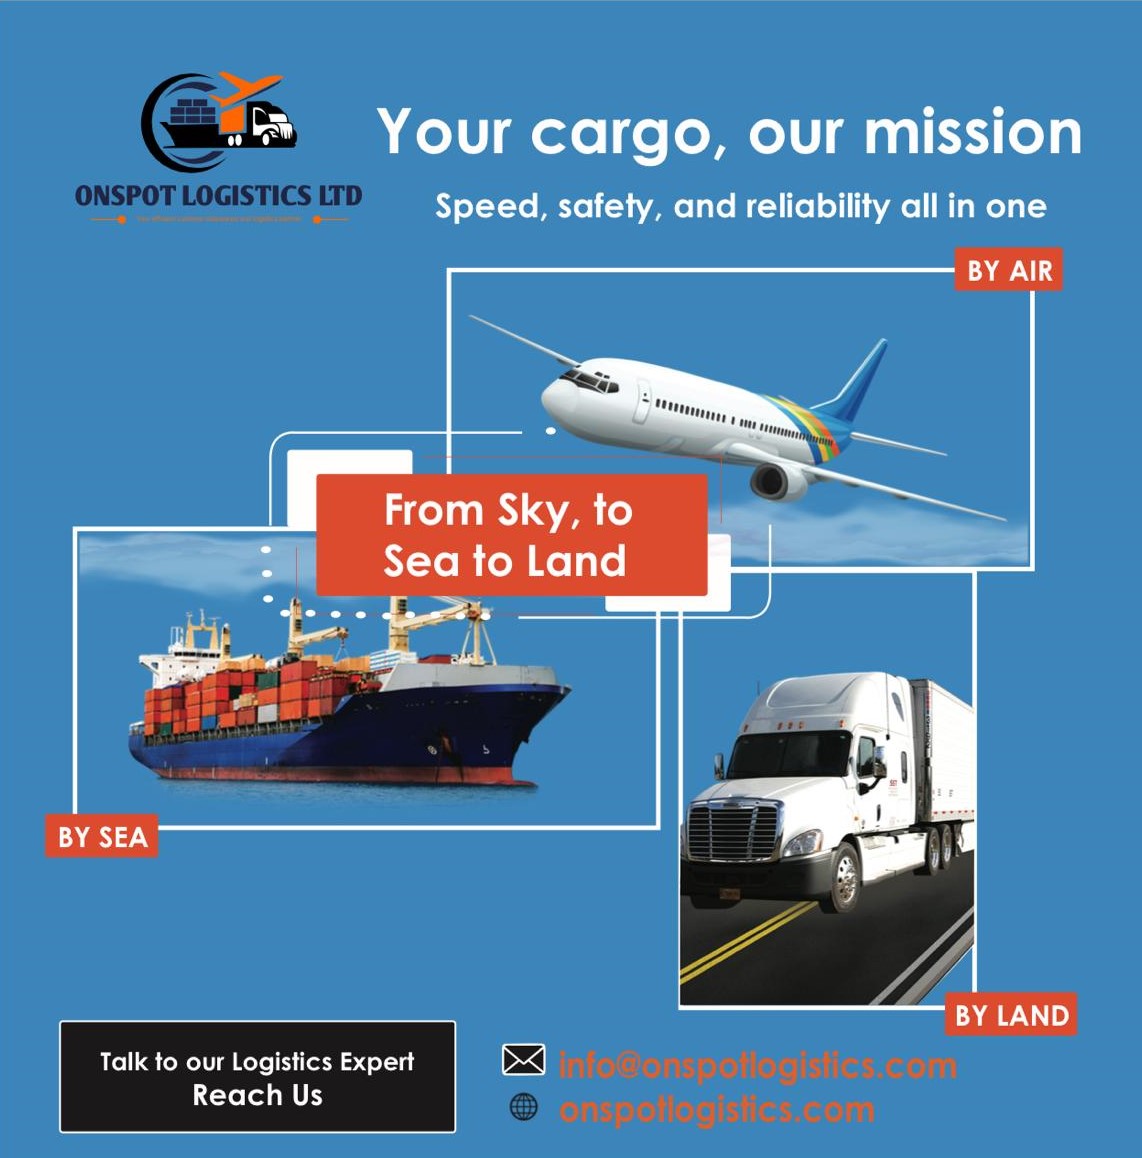 ONSPOT LOGISTICS LTD
Your cargo, our mission
Speed, safety, and reliability all in one
BY AIR
From Sky, to
Sea to Land
BY SEA
BY LAND
Talk to our Logistics Expert
Reach Us
info@onspotlogistics.com
onspotlogistics.com